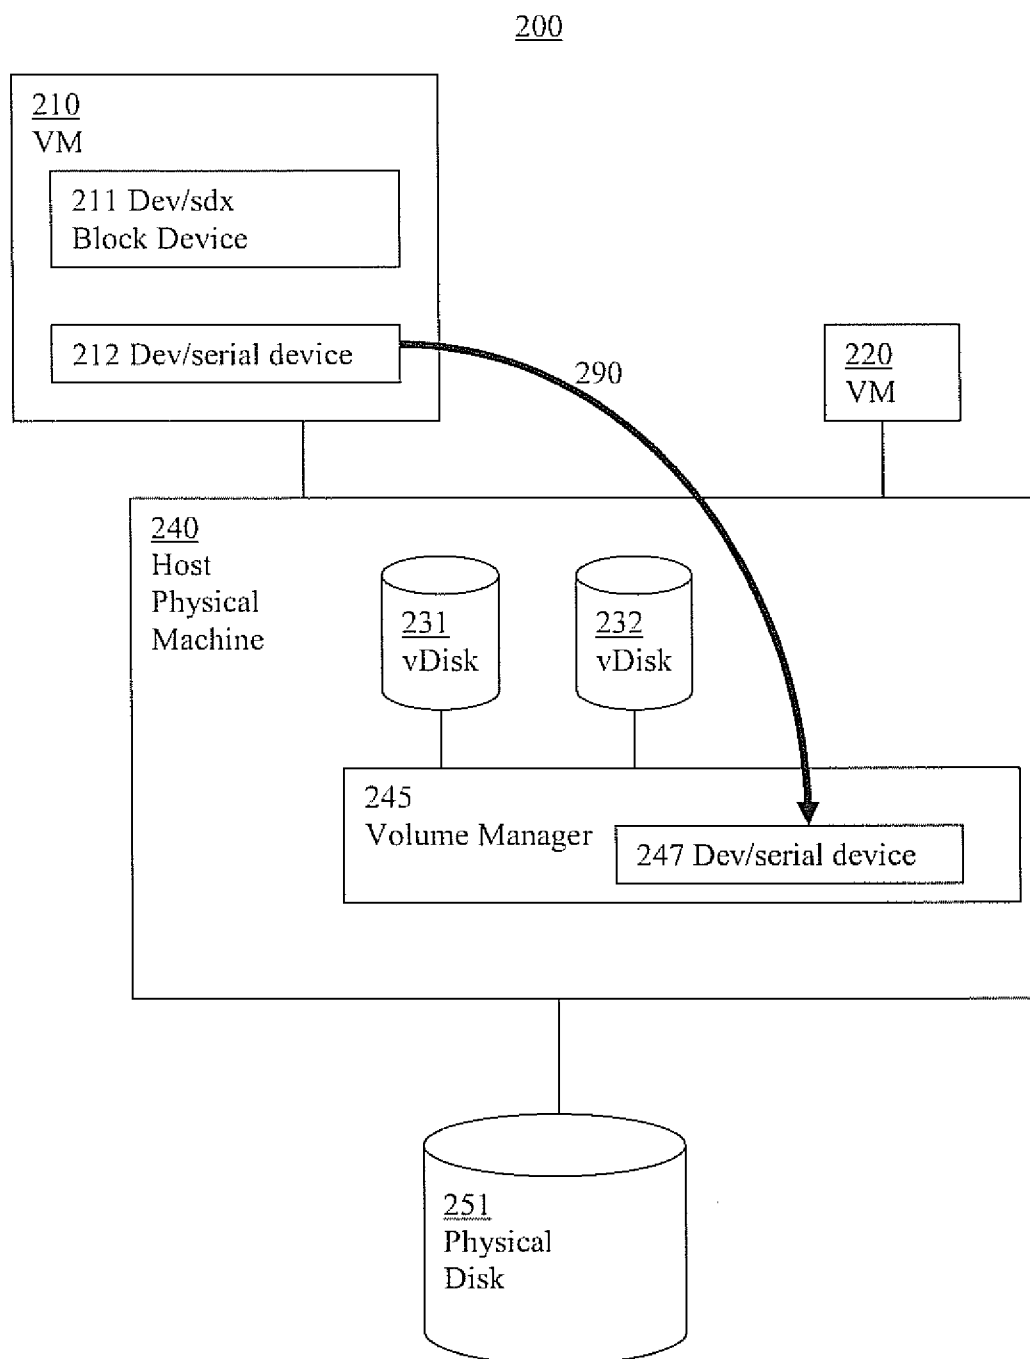 200
210
VM
211 Dev/sdx
Block Device
212 Dev/serial device
290
220
VM
240
Host
Physical
Machine
231
vDisk
232
vDisk
245
Volume Manager
247 Dev/serial device
251
Physical
Disk